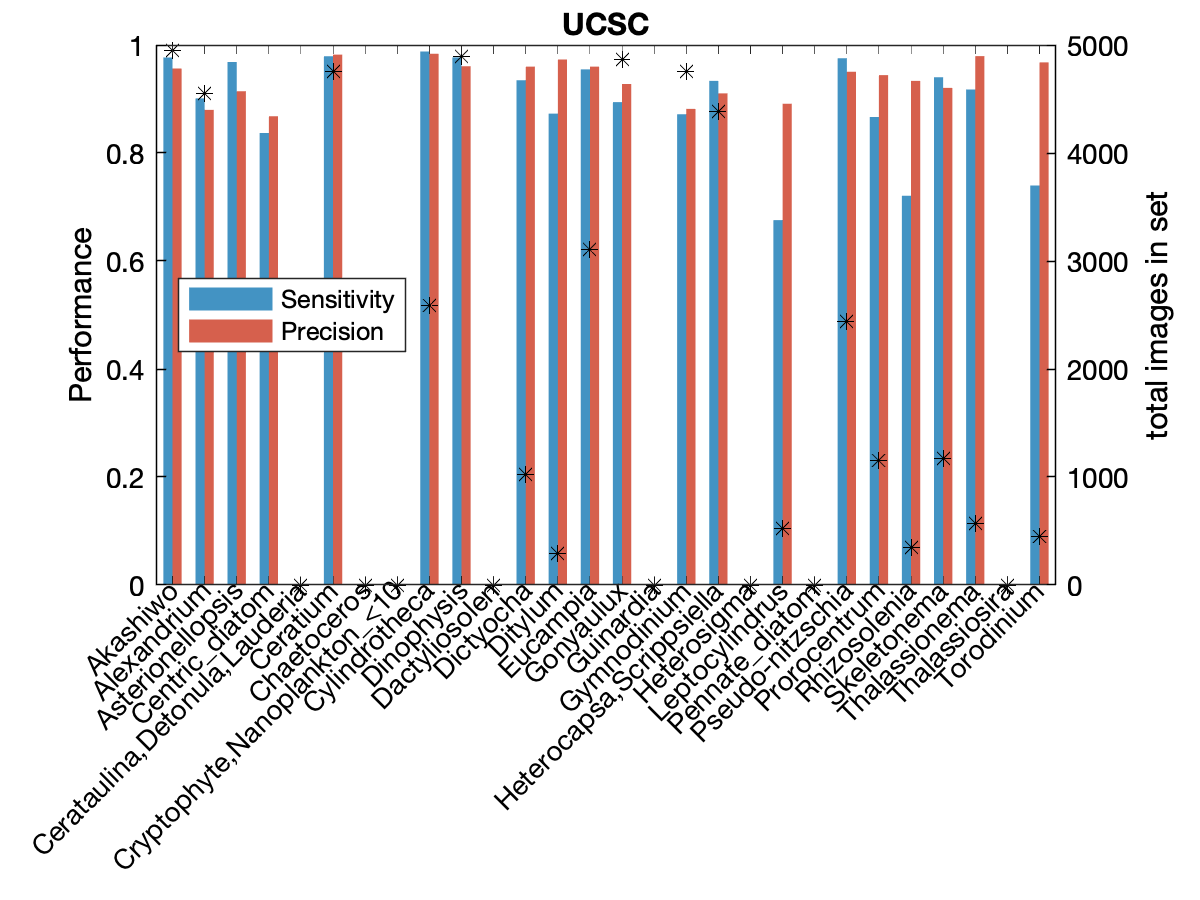 UCSC
1
0.8
0.6
0.4
0.2
0
Performance
5000
4000
3000
2000
1000
0
total images in set
Sensitivity
Precision
Akashiwo
Alexandrium
Asterionellopsis
Centric_diatom
Cerataulina,Detonula,Lauderia
Ceratium
Chaetoceros
Cryptophyte,Nanoplankton_<10
Cylindrotheca
Dinophysis
Dactyliosolen
Dictyocha
Ditylum
Eucampia
Gonyaulux
Guinardia
Gymnodinium
Heterocapsa,Scrippsiella
Heterosigma
Leptocylindrus
Pennate_diatom
Pseudo-nitzschia
Prorocentrum
Rhizosolenia
Skeletonema
Thalassionema
Thalassiosira
Torodinium